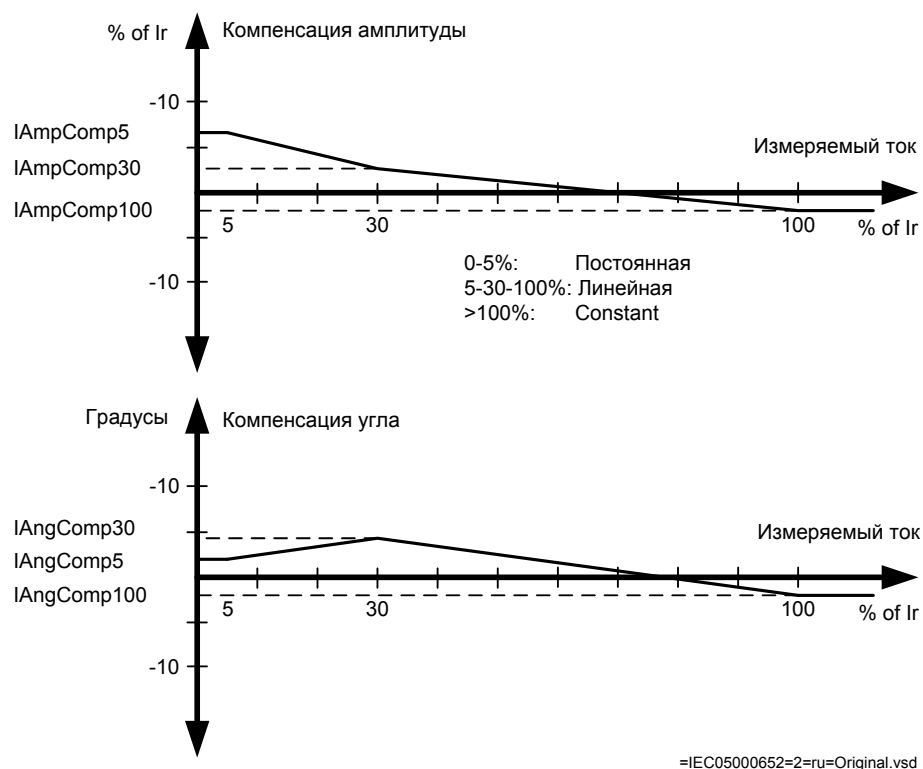 % of Ir
Компенсация амплитуды
-10
IAmpComp5
Измеряемый ток
IAmpComp30
IAmpComp100
5
30
100
% of Ir
0-5%: Постоянная
5-30-100%: Линейная
>100%: Constant
-10
Градусы
Компенсация угла
-10
IAngComp30
Измеряемый ток
IAngComp5
IAngComp100
5
30
100
% of Ir
-10
=IEC05000652=2=ru=Original.vsd